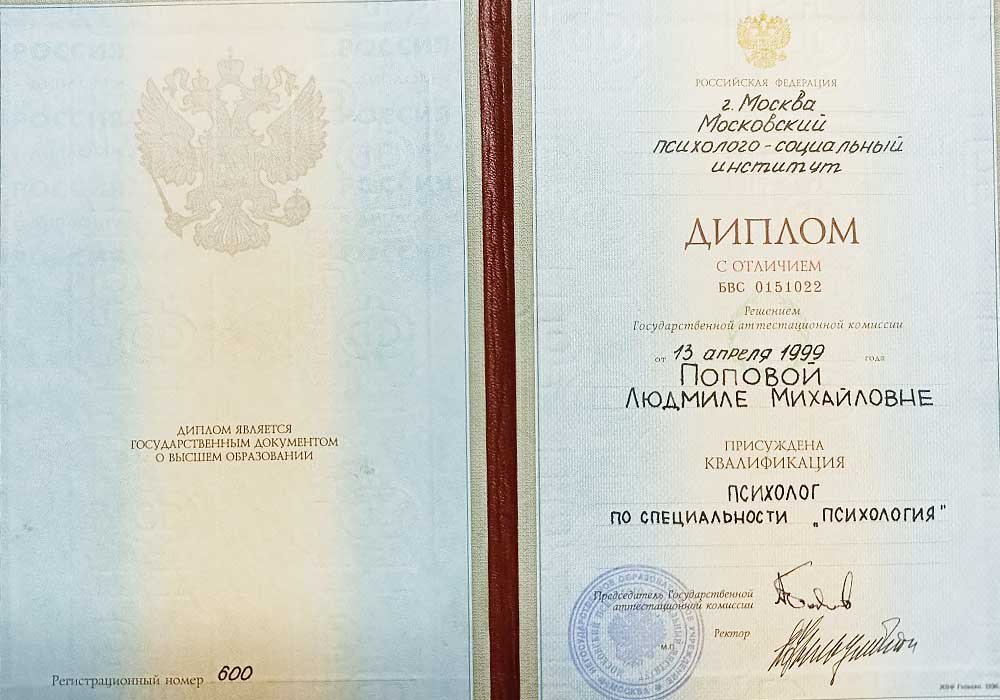 ДИПЛОМ ЯВЛЯЕТСЯ
ГОСУДАРСТВЕННЫМ ДОКУМЕНТОМ
О ВЫСШЕМ ОБРАЗОВАНИИ
Регистрационный номер 600
РОССИЙСКАЯ ФЕДЕРАЦИЯ
г. Москва
Московский
психолого-социальный
институт
ДИПЛОМ
С ОТЛИЧИЕМ
БВС 0151022
Решением
Государственной аттестационной комиссии
от 13 апреля 1999 года
Поповой
Людмиле Михайловне
ПРИСУЖДЕНА
КВАЛИФИКАЦИЯ
ПСИХОЛОГ
ПО СПЕЦИАЛЬНОСТИ „ПСИХОЛОГИЯ"
Председатель Государственной
аттестационной комиссии
Ректор
М.П.